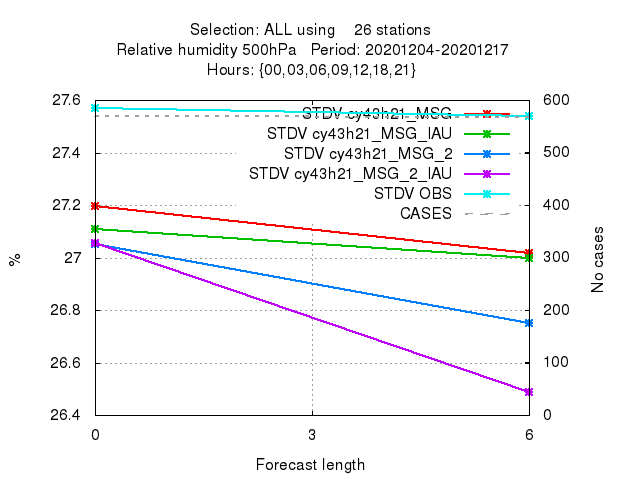 Selection: ALL using    26 stations
Relative humidity 500hPa   Period: 20201204-20201217
Hours: {00,03,06,09,12,18,21}
STDV cy43h21_MSG
STDV cy43h21_MSG_IAU
STDV cy43h21_MSG_2
STDV cy43h21_MSG_2_IAU
STDV OBS
CASES
27.6
27.4
27.2
27
26.8
26.6
26.4
%
600
500
400
300
200
100
0
No cases
0
3
6
Forecast length